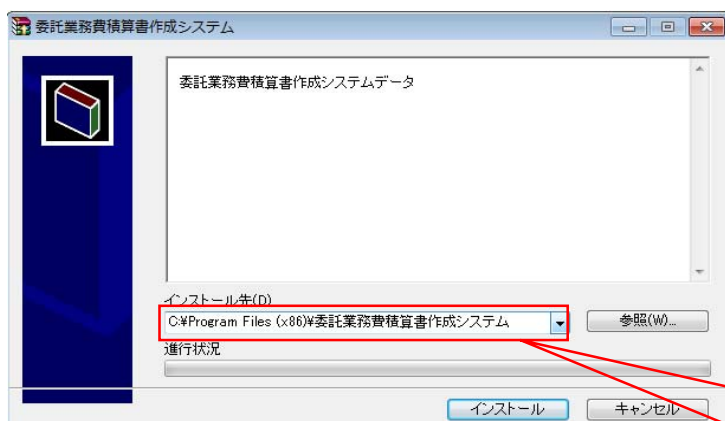 委託業務費積算書作成システム
委託業務費積算書作成システムデータ
インストール先(D)
C:¥Program Files (x86)¥委託業務費積算書作成システム
参照(W)...
進行状況
インストール
キャンセル